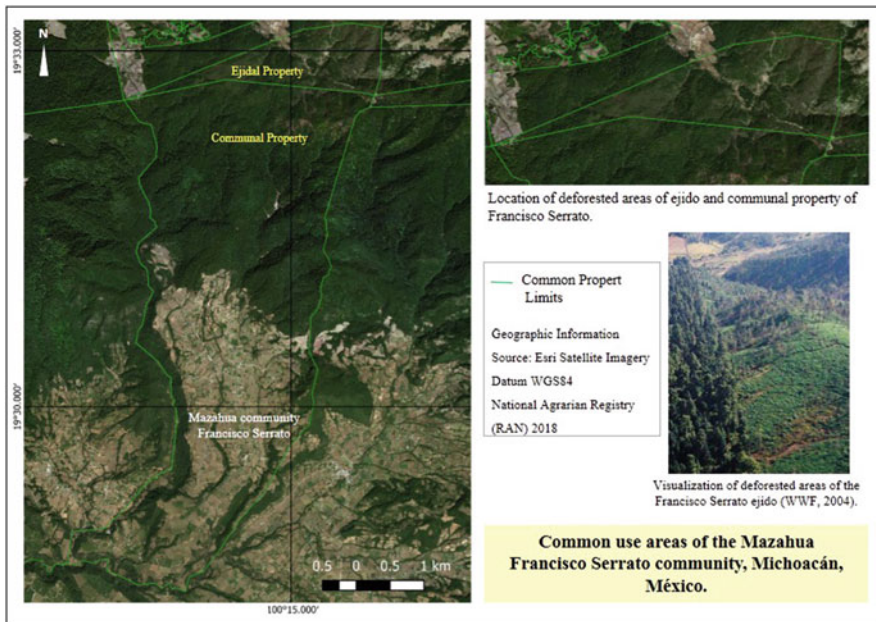 19°33.000'
N
Ejidal Property
Communal Property
19°30.000'
Mazahua community
Francisco Serrato
0.5 0 0.5 1 km
100°15.000'
Location of deforested areas of ejido and communal property of
Francisco Serrato.
Common Propert
Limits
Geographic Information
Source: Esri Satellite Imagery
Datum WGS84
National Agrarian Registry
(RAN) 2018
Visualization of deforested areas of the
Francisco Serrato ejido (WWF, 2004).
Common use areas of the Mazahua
Francisco Serrato community, Michoacán,
México.